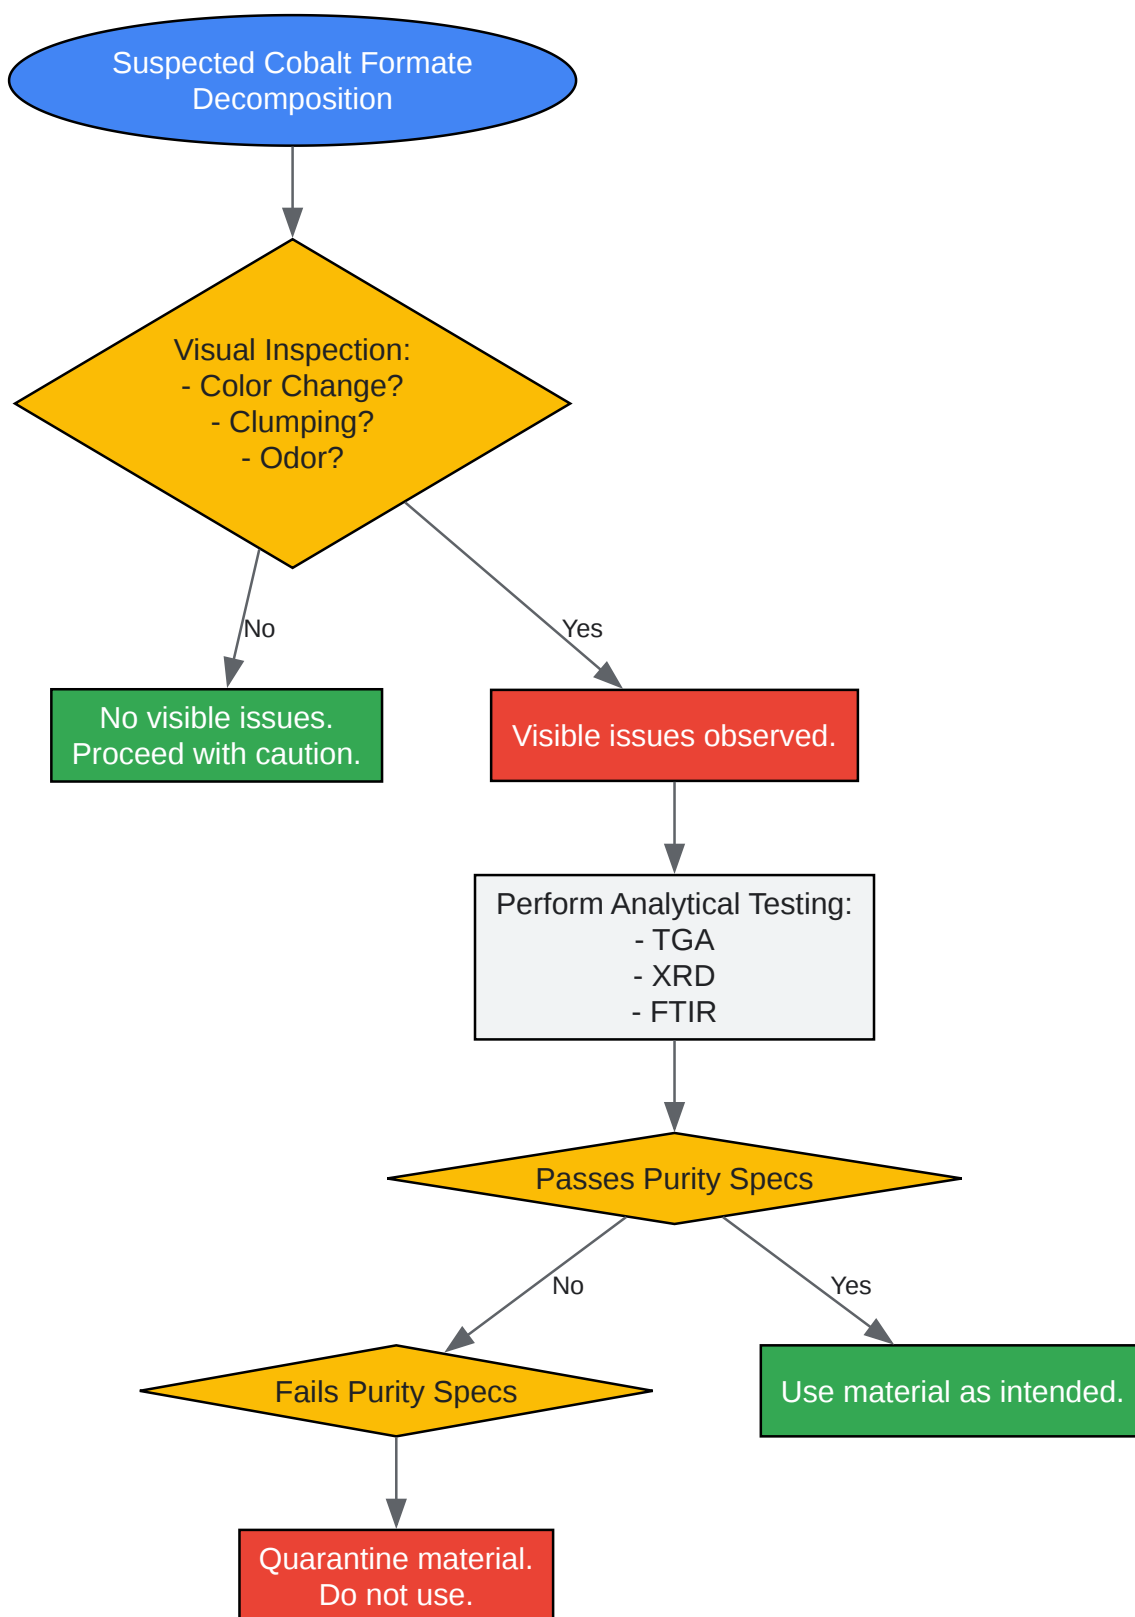 Suspected Cobalt Formate
Decomposition
Visual Inspection:
- Color Change?
- Clumping?
- Odor?
No
Yes
No visible issues.
Proceed with caution.
Visible issues observed.
Perform Analytical Testing:
- TGA
- XRD
- FTIR
Passes Purity Specs
No
Yes
Fails Purity Specs
Use material as intended.
Quarantine material.
Do not use.